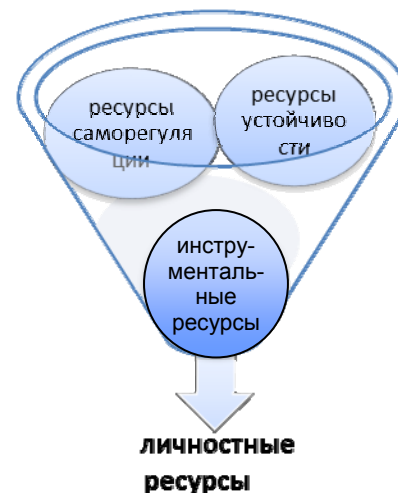 ресурсы
саморегуля
ции
ресурсы
устойчиво
сти
инстру-
менталь-
ные
ресурсы
личностные
ресурсы